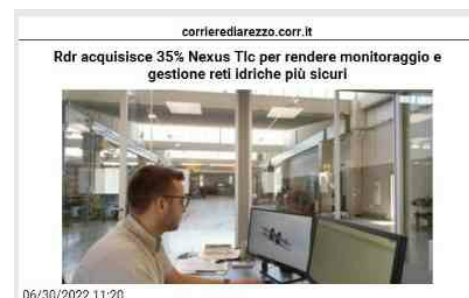 corrierediarezzo.corr.it
Rdr acquisisce 35% Nexus Tlc per rendere monitoraggio e
gestione reti idriche più sicuri
06/30/2022 11:20